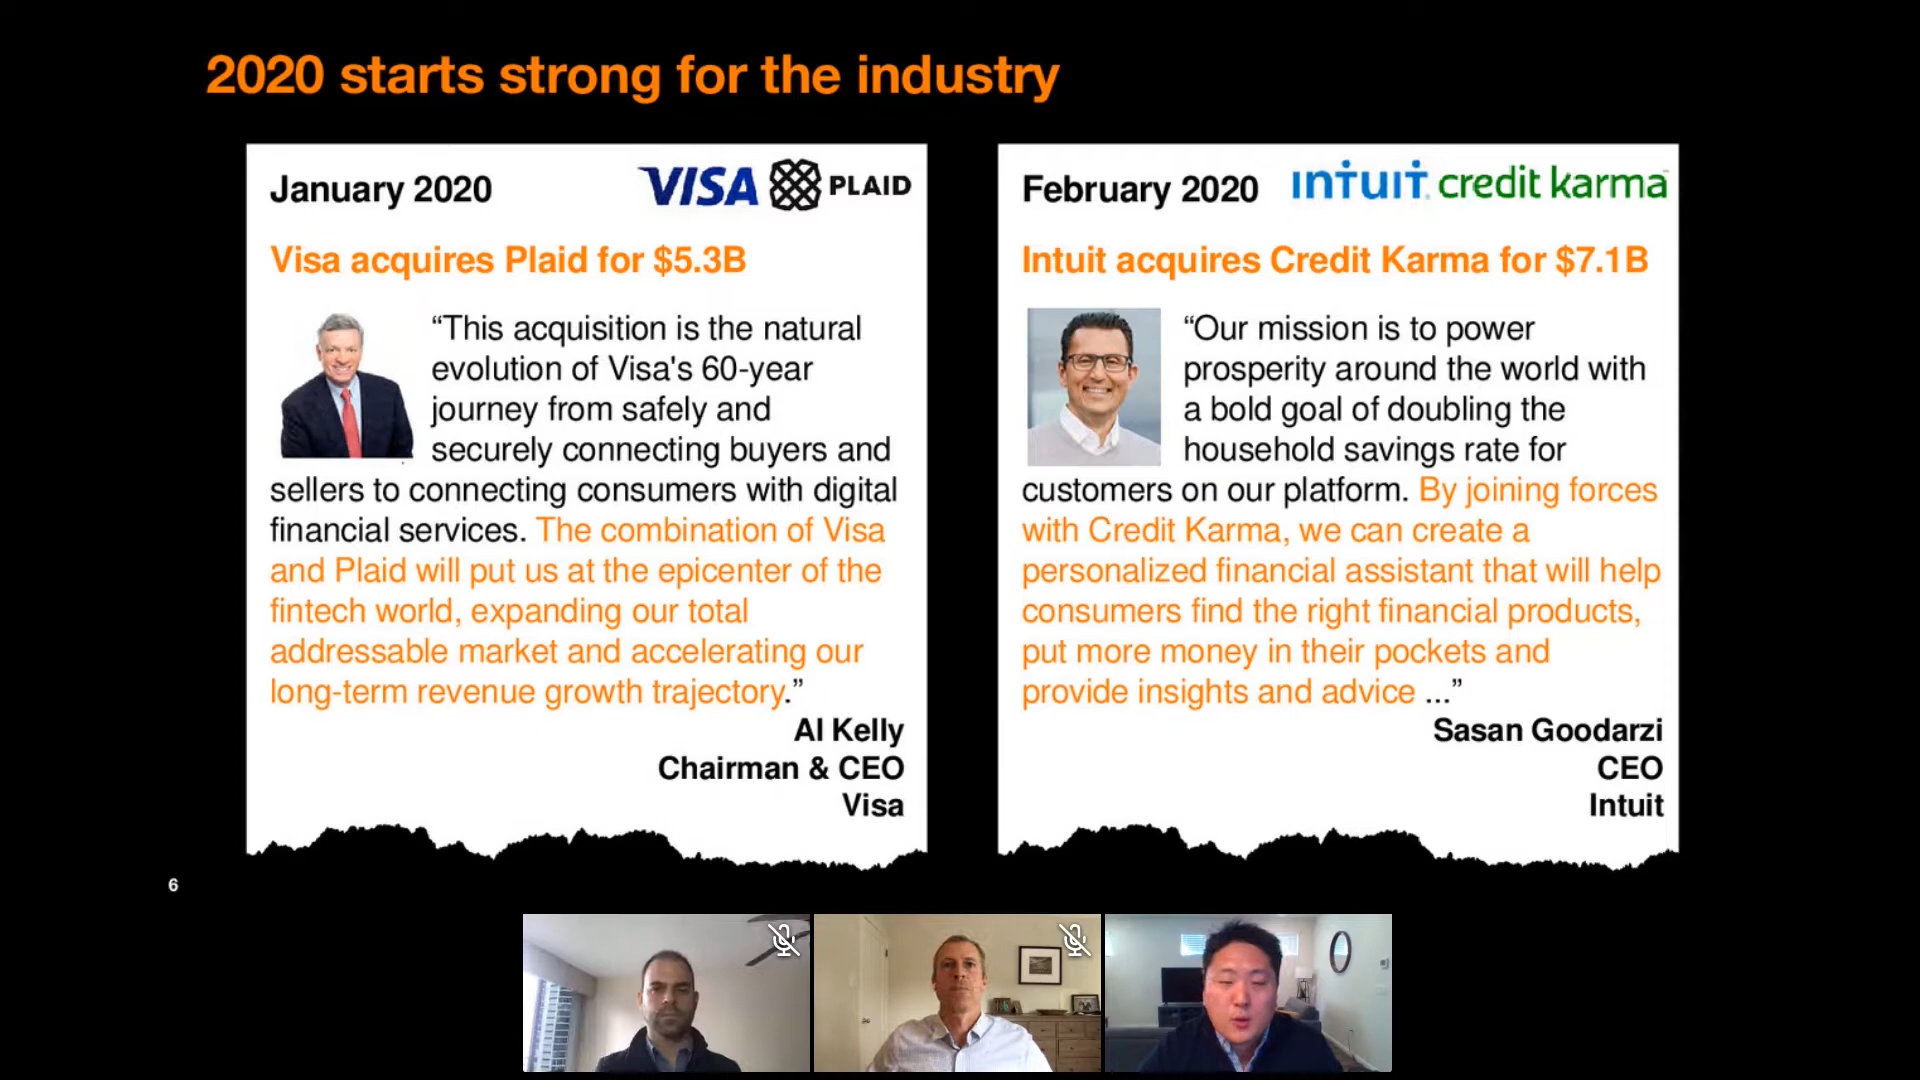 2020 starts strong for the industry
January 2020
VISA PLAID
Visa acquires Plaid for $5.3B
“This acquisition is the natural
evolution of Visa's 60-year
journey from safely and
securely connecting buyers and
sellers to connecting consumers with digital
financial services. The combination of Visa
and Plaid will put us at the epicenter of the
fintech world, expanding our total
addressable market and accelerating our
long-term revenue growth trajectory.”
Al Kelly
Chairman & CEO
Visa
February 2020
intuit credit karma
Intuit acquires Credit Karma for $7.1B
“Our mission is to power
prosperity around the world with
a bold goal of doubling the
household savings rate for
customers on our platform. By joining forces
with Credit Karma, we can create a
personalized financial assistant that will help
consumers find the right financial products,
put more money in their pockets and
provide insights and advice ...”
Sasan Goodarzi
CEO
Intuit
6